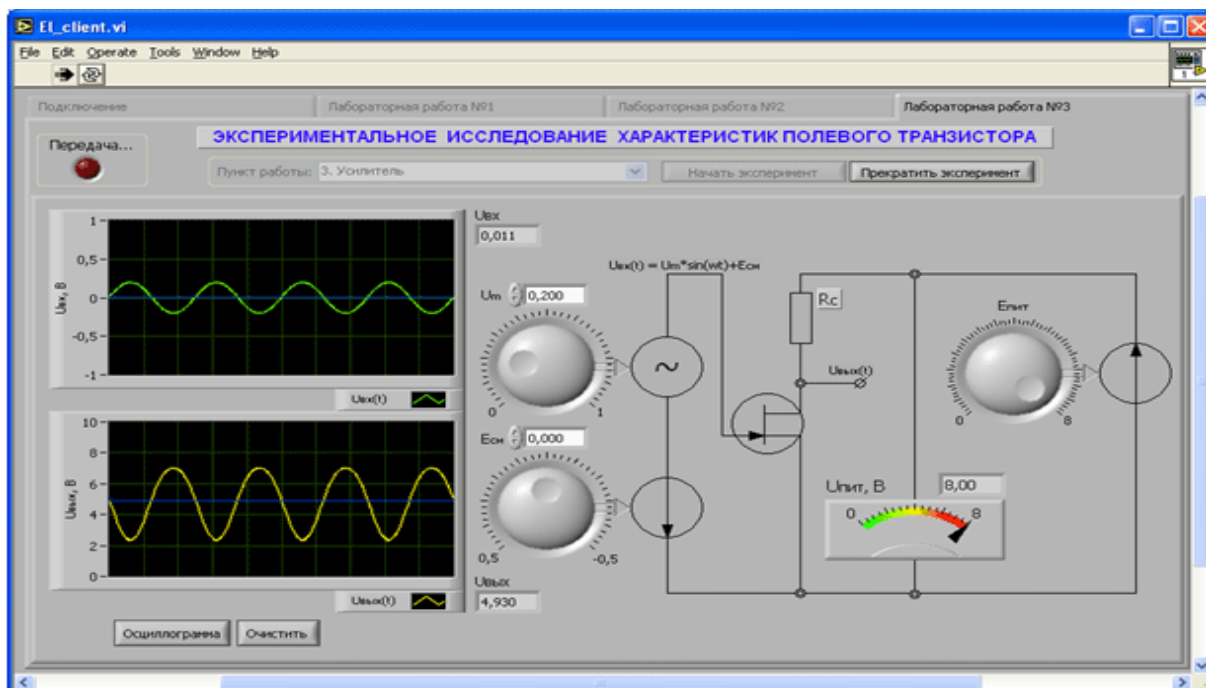 El_client.vi
File Edit Operate Tools Window Help
1
Подключение
Лабораторная работа №1
Лабораторная работа №2
Лабораторная работа №3
Передача...
ЭКСПЕРИМЕНТАЛЬНОЕ ИССЛЕДОВАНИЕ ХАРАКТЕРИСТИК ПОЛЕВОГО ТРАНЗИСТОРА
Пункт работы: 3. Усилитель
Начать эксперимент
Прекратить эксперимент
Uвх, В
1
0,5
0
-0,5
-1
Uвх(t)
Uвых, В
10
8
6
4
2
0
Uвых(t)
Осциллограмма
Очистить
Uвх
0,011
Um 0,200
0 1
Eсм 0,000
0,5 -0,5
Uвых
4,930
Uвх(t) = Um*sin(wt)+Eсм
~
Rc
Uвых(t)
Eпит
0 8
Uпит, В
8,00
0 8